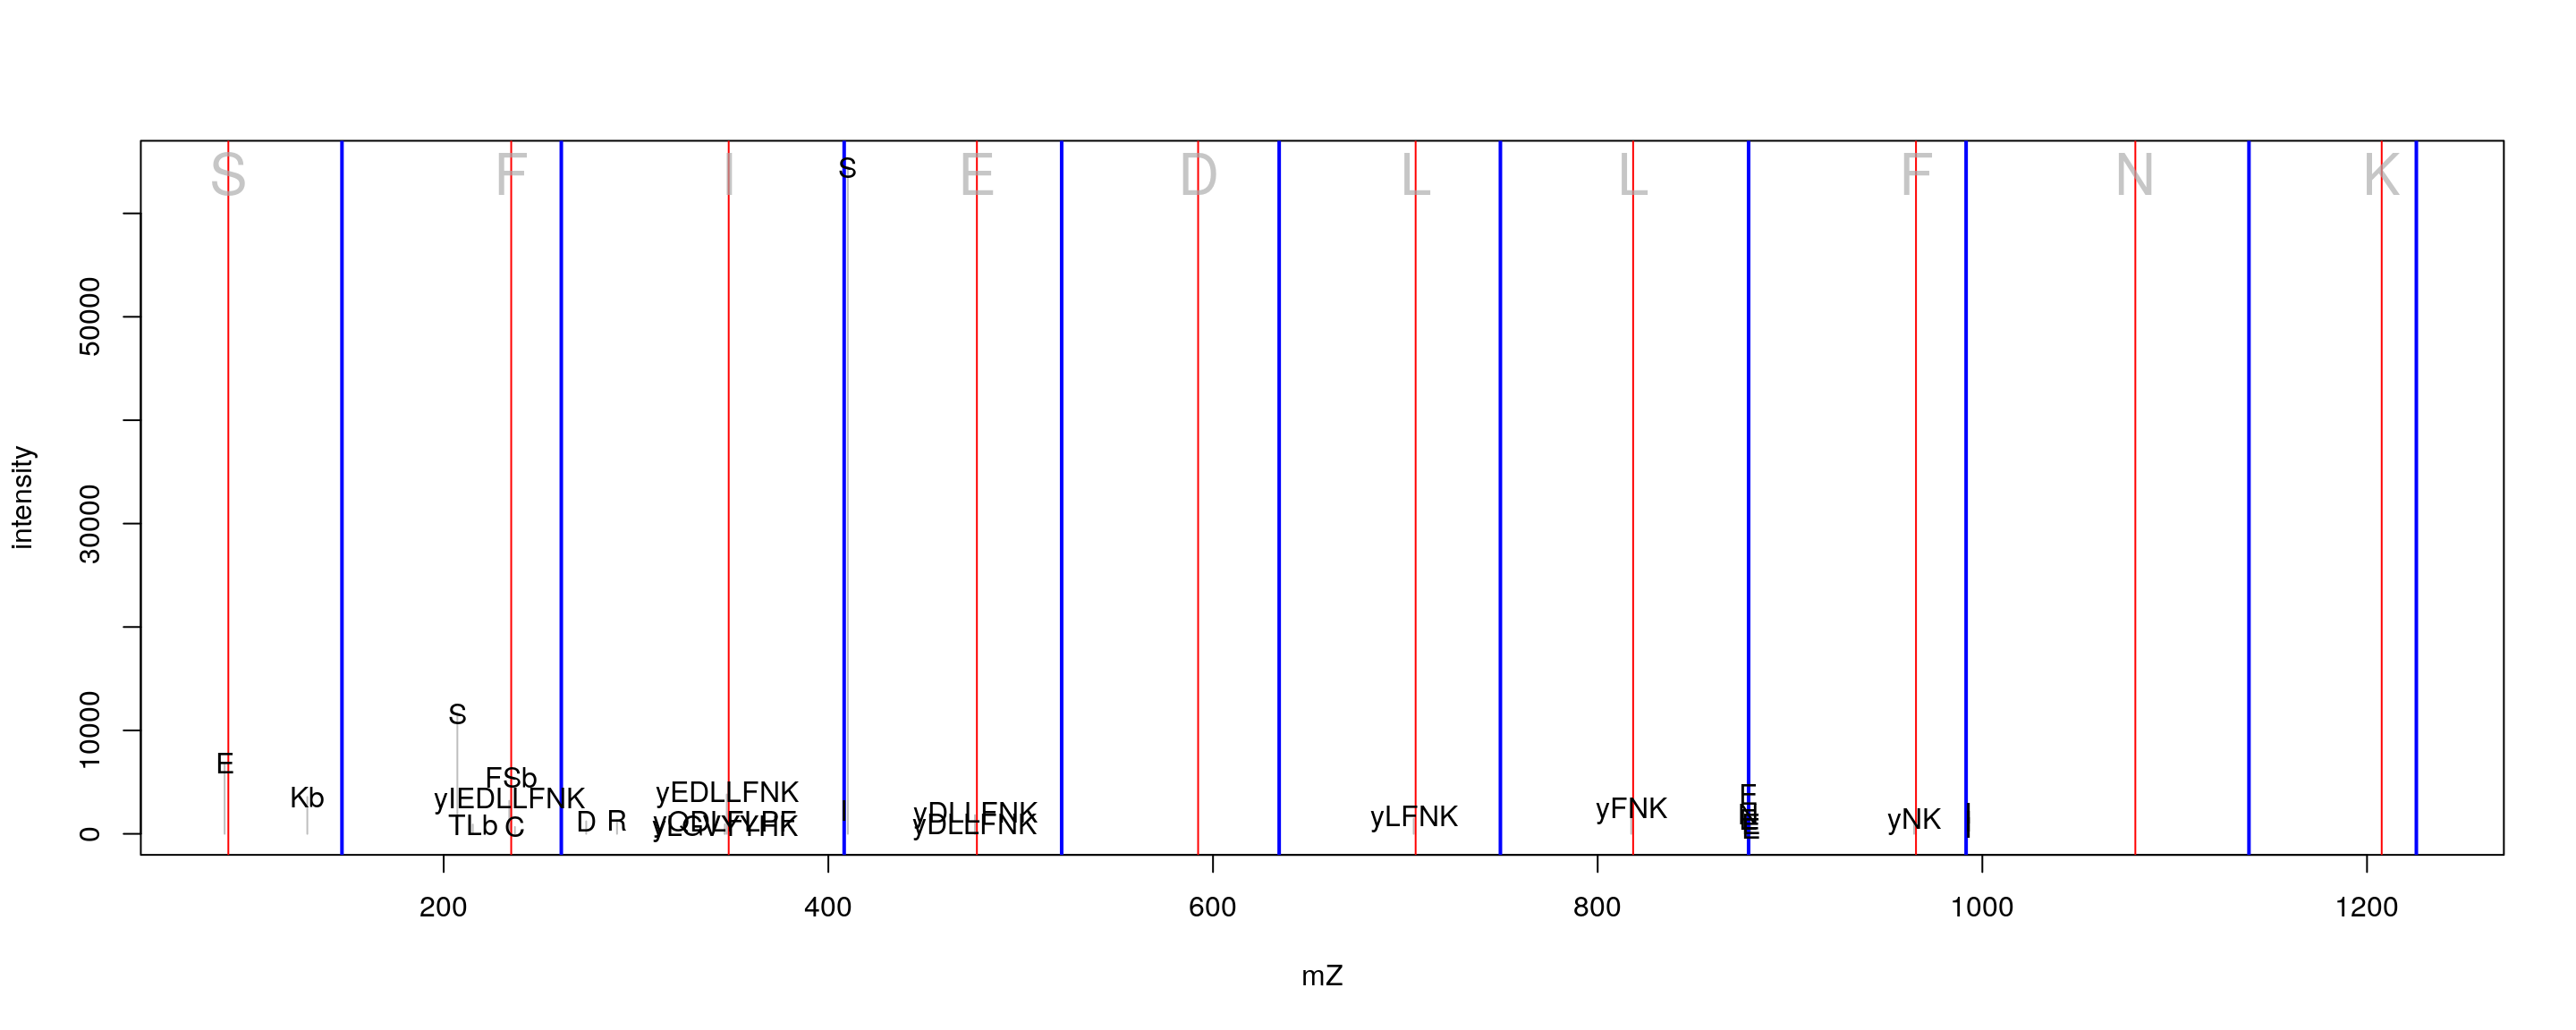 S F I E D L L F N K
S
S
E
FSb
Kb
yIEDLLFNK
yEDLLFNK
TLb
C
D
R
yDLLFNK
yDLLFNK
yLFNK
yFNK
yNK
0
10000
30000
50000
intensity
200 400 600 800 1000 1200
mZ